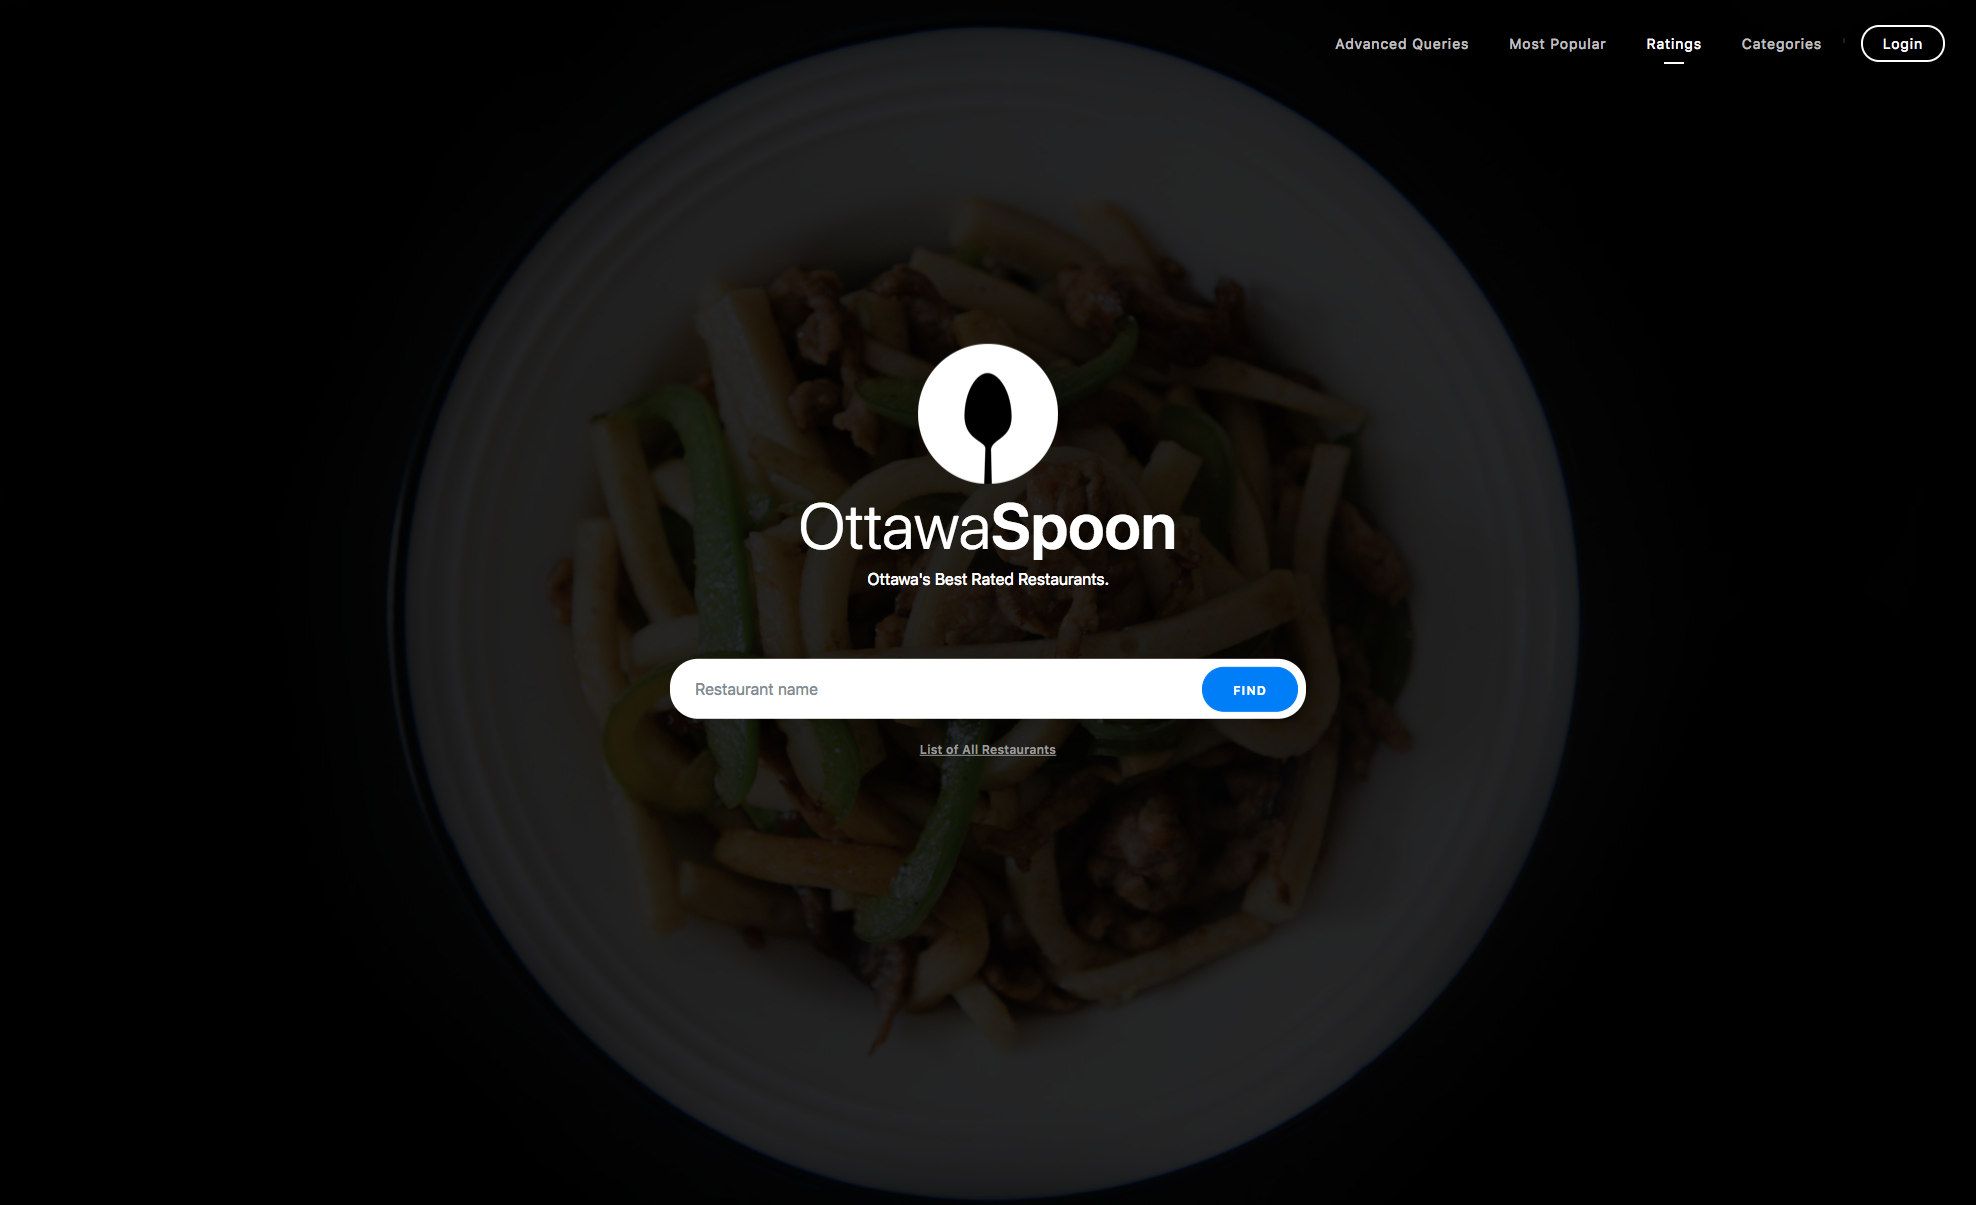 Advanced Queries Most Popular Ratings Categories Login
OttawaSpoon
Ottawa's Best Rated Restaurants.
Restaurant name FIND
List of All Restaurants